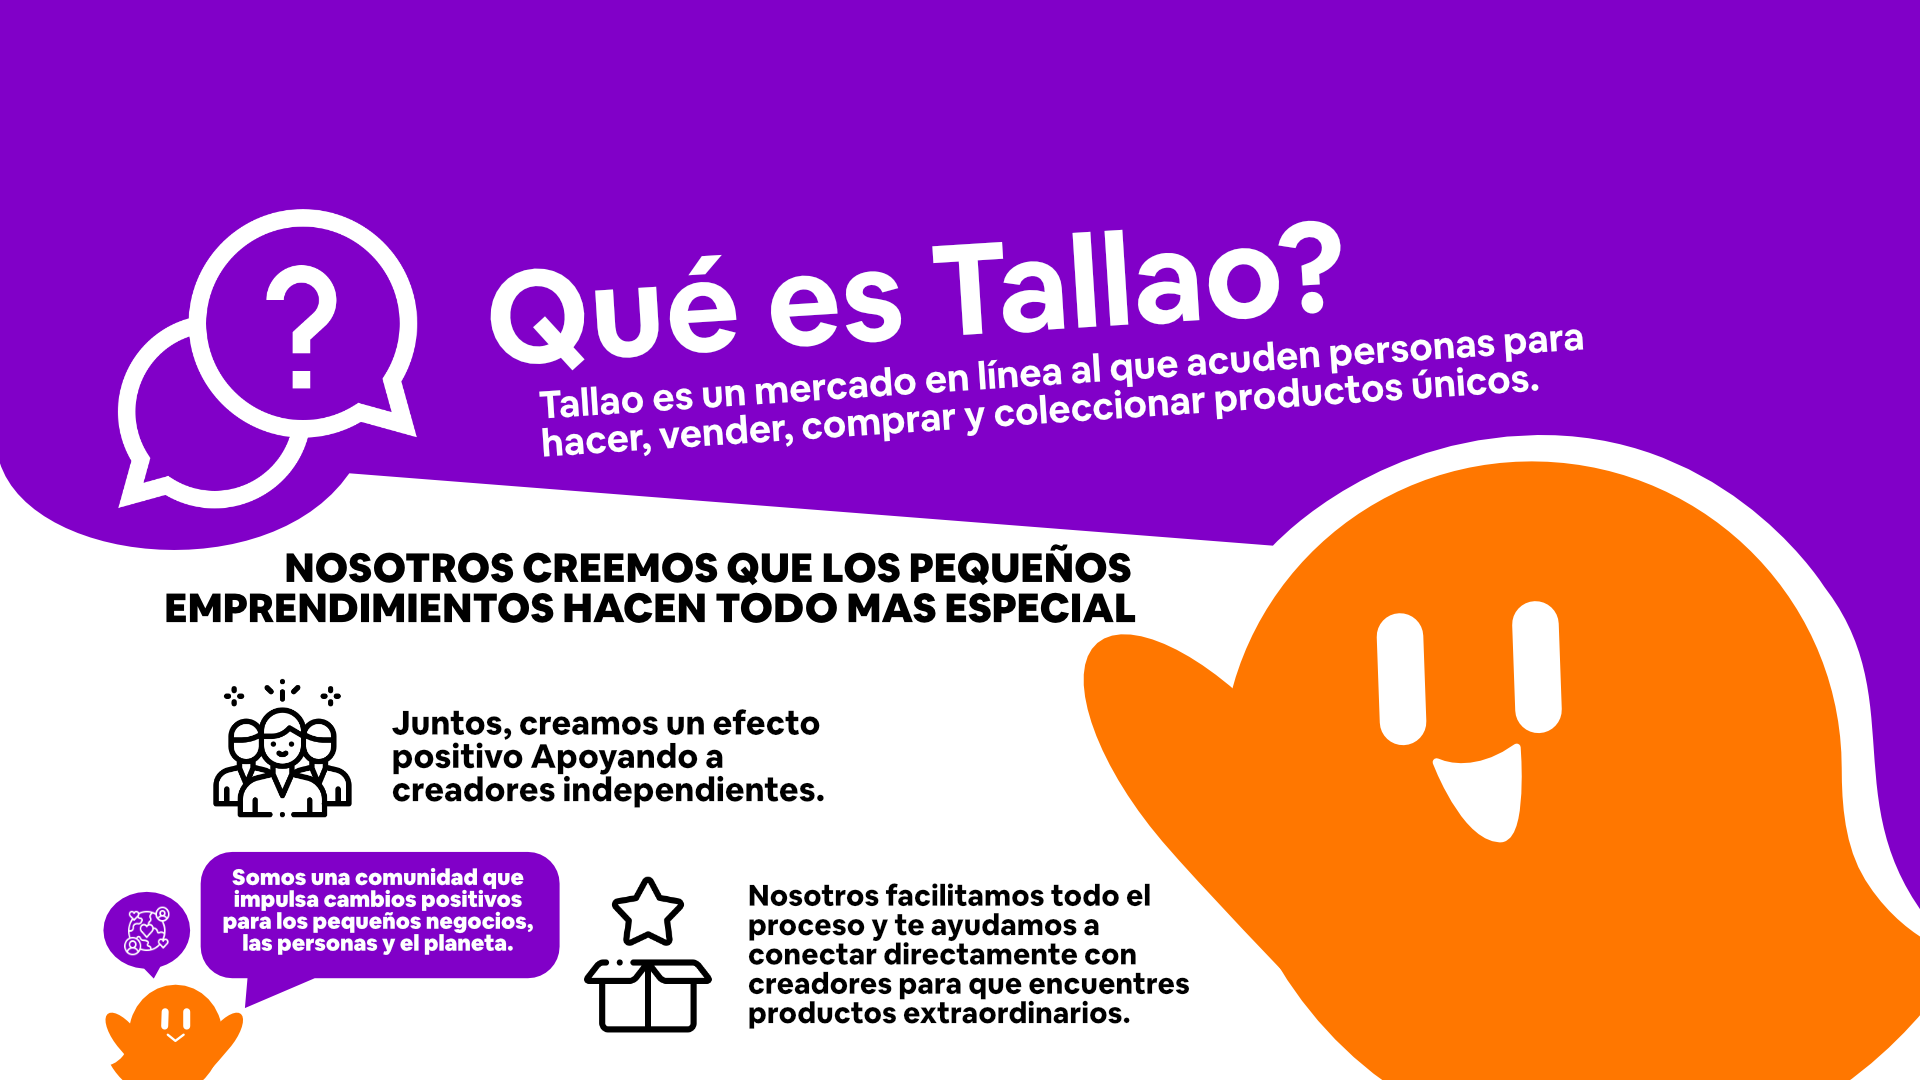 ?
Qué es Tallao?
Tallao es un mercado en línea al que acuden personas para
hacer, vender, comprar y coleccionar productos únicos.
NOSOTROS CREEMOS QUE LOS PEQUEÑOS
EMPRENDIMIENTOS HACEN TODO MAS ESPECIAL
Juntos, creamos un efecto
positivo Apoyando a
creadores independientes.
Somos una comunidad que
impulsa cambios positivos
para los pequeños negocios,
las personas y el planeta.
Nosotros facilitamos todo el
proceso y te ayudamos a
conectar directamente con
creadores para que encuentres
productos extraordinarios.